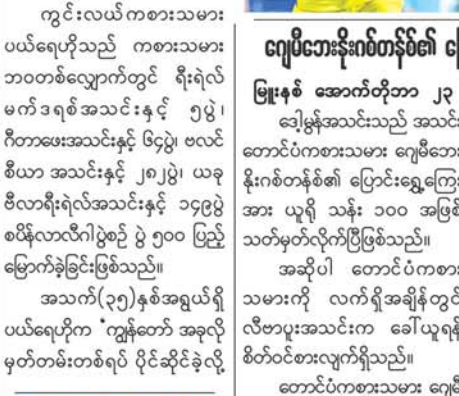 ကွင်းလယ်ကစားသမား
ပယ်ရေဟိုသည် ကစားသမား
ဘဝတစ်လျှောက်တွင် ရီးရဲလ်
မက်ဒရစ်အသင်းနှင့် ၅ပွဲ၊
ဂီတာဖေးအသင်းနှင့် ၆၄ပွဲ၊ ဗလင်
စီယာ အသင်းနှင့် ၂၈၂ပွဲ၊ ယခု
ဗီလာရီးရဲလ်အသင်းနှင့် ၁၄၉ပွဲ
စပိန်လာလီဂါပွဲစဉ် ပွဲ ၅၀၀ ပြည့်
မြောက်ခဲ့ခြင်းဖြစ်သည်။
အသက်(၃၅)နှစ်အရွယ်ရှိ
ပယ်ရေဟိုက "ကျွန်တော် အခုလို
မှတ်တမ်းတစ်ရပ် ပိုင်ဆိုင်ခဲ့လို့
ဂျေမီဘေးနိုးဂစ်တန်စ်၏
မြူးနစ် အောက်တိုဘာ ၂၃
ဒေါ့မွန်အသင်းသည် အသင်း
တောင်ပံကစားသမား ဂျေမီဘေး
နိုးဂစ်တန်စ်၏ ပြောင်းရွှေ့ကြေး
အား ယူရို သန်း ၁၀၀ အဖြစ်
သတ်မှတ်လိုက်ပြီဖြစ်သည်။
အဆိုပါ တောင်ပံကစား
သမားကို လက်ရှိအချိန်တွင်
လီဗာပူးအသင်းက ခေါ်ယူရန်
စိတ်ဝင်စားလျက်ရှိသည်။
တောင်ပံကစားသမား ဂျေမီ